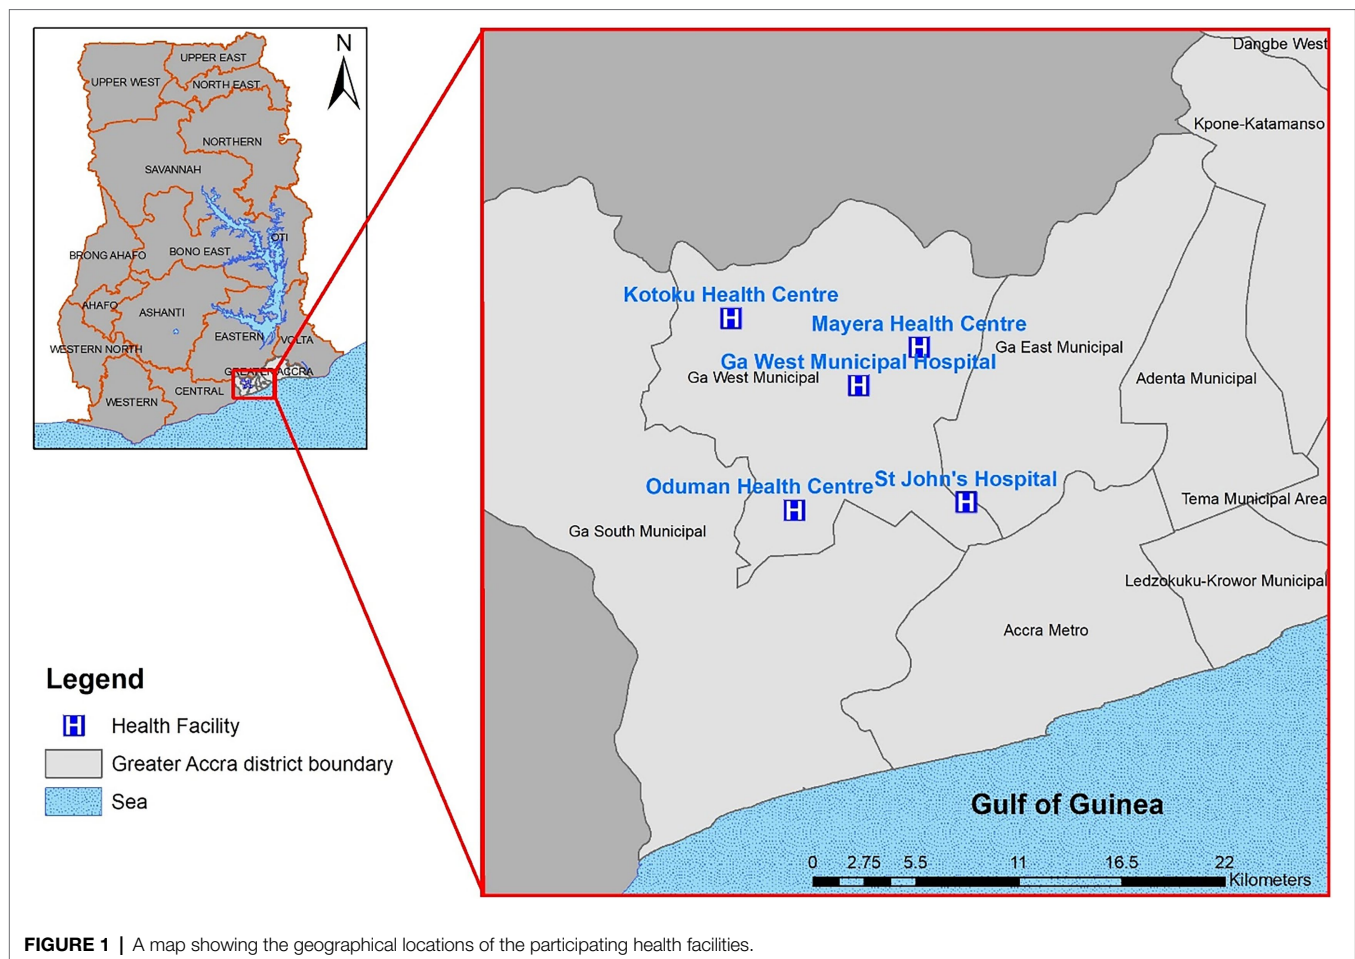 N
UPPER EAST
UPPER WEST
NORTH EAST
NORTHERN
SAVANNAH
OTI
BRONG AHAFO
BONO EAST
AHAFO
ASHANTI
EASTERN
VOLTA
WESTERN NORTH
GREATER ACCRA
CENTRAL
WESTERN
Dangbe West
Kpone-Katamanso
Kotoku Health Centre
Mayera Health Centre
Ga East Municipal
Ga West Municipal Hospital
Ga West Municipal
Adenta Municipal
St John's Hospital
Oduman Health Centre
Tema Municipal Area
Ga South Municipal
Ledzokuku-Krowor Municipal
Accra Metro
Gulf of Guinea
0 2.75 5.5 11 16.5 22
Kilometers
Legend
H Health Facility
Greater Accra district boundary
Sea
FIGURE 1 | A map showing the geographical locations of the participating health facilities.